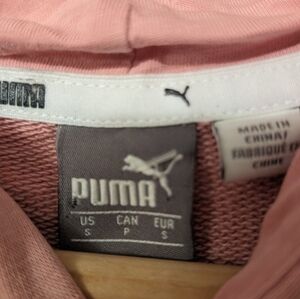 PUMA
MADE IN
CHINA/
FABRIQUÉ EN
CHINE
PUMA
US CAN EUR
S P S